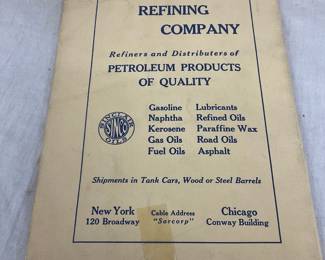 REFINING
COMPANY
Refiners and Distributers of
PETROLEUM PRODUCTS
OF QUALITY
Gasoline Lubricants
Naphtha Refined Oils
Kerosene Paraffine Wax
Gas Oils Road Oils
Fuel Oils Asphalt
SINCLAIR
OILS
Shipments in Tank Cars, Wood or Steel Barrels
New York Cable Address Chicago
120 Broadway "Sorcorp" Conway Building